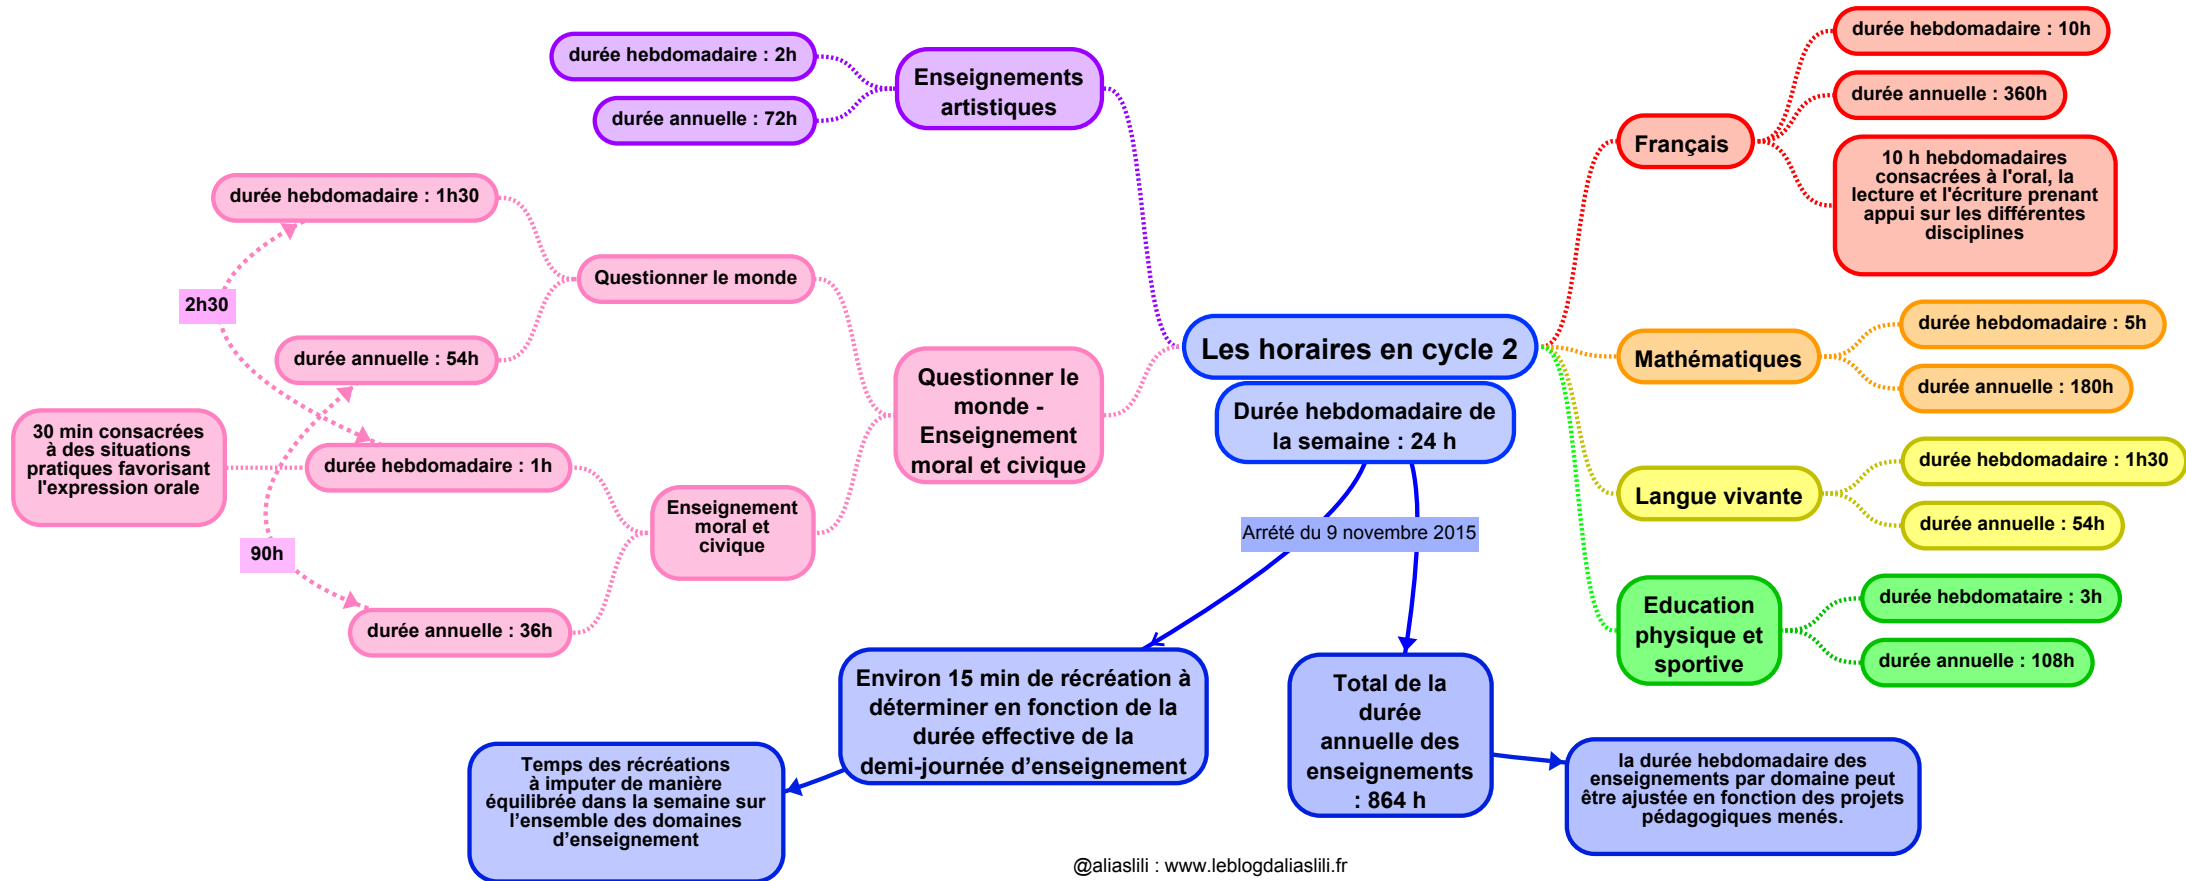 Les horaires en cycle 2
Durée hebdomadaire de
la semaine : 24 h
Arrété du 9 novembre 2015
Environ 15 min de récréation à
déterminer en fonction de la
durée effective de la
demi-journée d’enseignement
Temps des récréations
à imputer de manière
équilibrée dans la semaine sur
l’ensemble des domaines
d’enseignement
Total de la
durée
annuelle des
enseignements
: 864 h
la durée hebdomadaire des
enseignements par domaine peut
être ajustée en fonction des projets
pédagogiques menés.
Français
durée hebdomadaire : 10h
durée annuelle : 360h
10 h hebdomadaires
consacrées à l'oral, la
lecture et l'écriture prenant
appui sur les différentes
disciplines
Mathématiques
durée hebdomadaire : 5h
durée annuelle : 180h
Langue vivante
durée hebdomadaire : 1h30
durée annuelle : 54h
Education
physique et
sportive
durée hebdomataire : 3h
durée annuelle : 108h
Enseignements
artistiques
durée hebdomadaire : 2h
durée annuelle : 72h
Questionner le
monde -
Enseignement
moral et civique
Questionner le monde
durée hebdomadaire : 1h30
durée annuelle : 54h
Enseignement
moral et
civique
durée hebdomadaire : 1h
30 min consacrées
à des situations
pratiques favorisant
l'expression orale
durée annuelle : 36h
2h30
90h
@aliaslili : www.leblogdaliaslili.fr